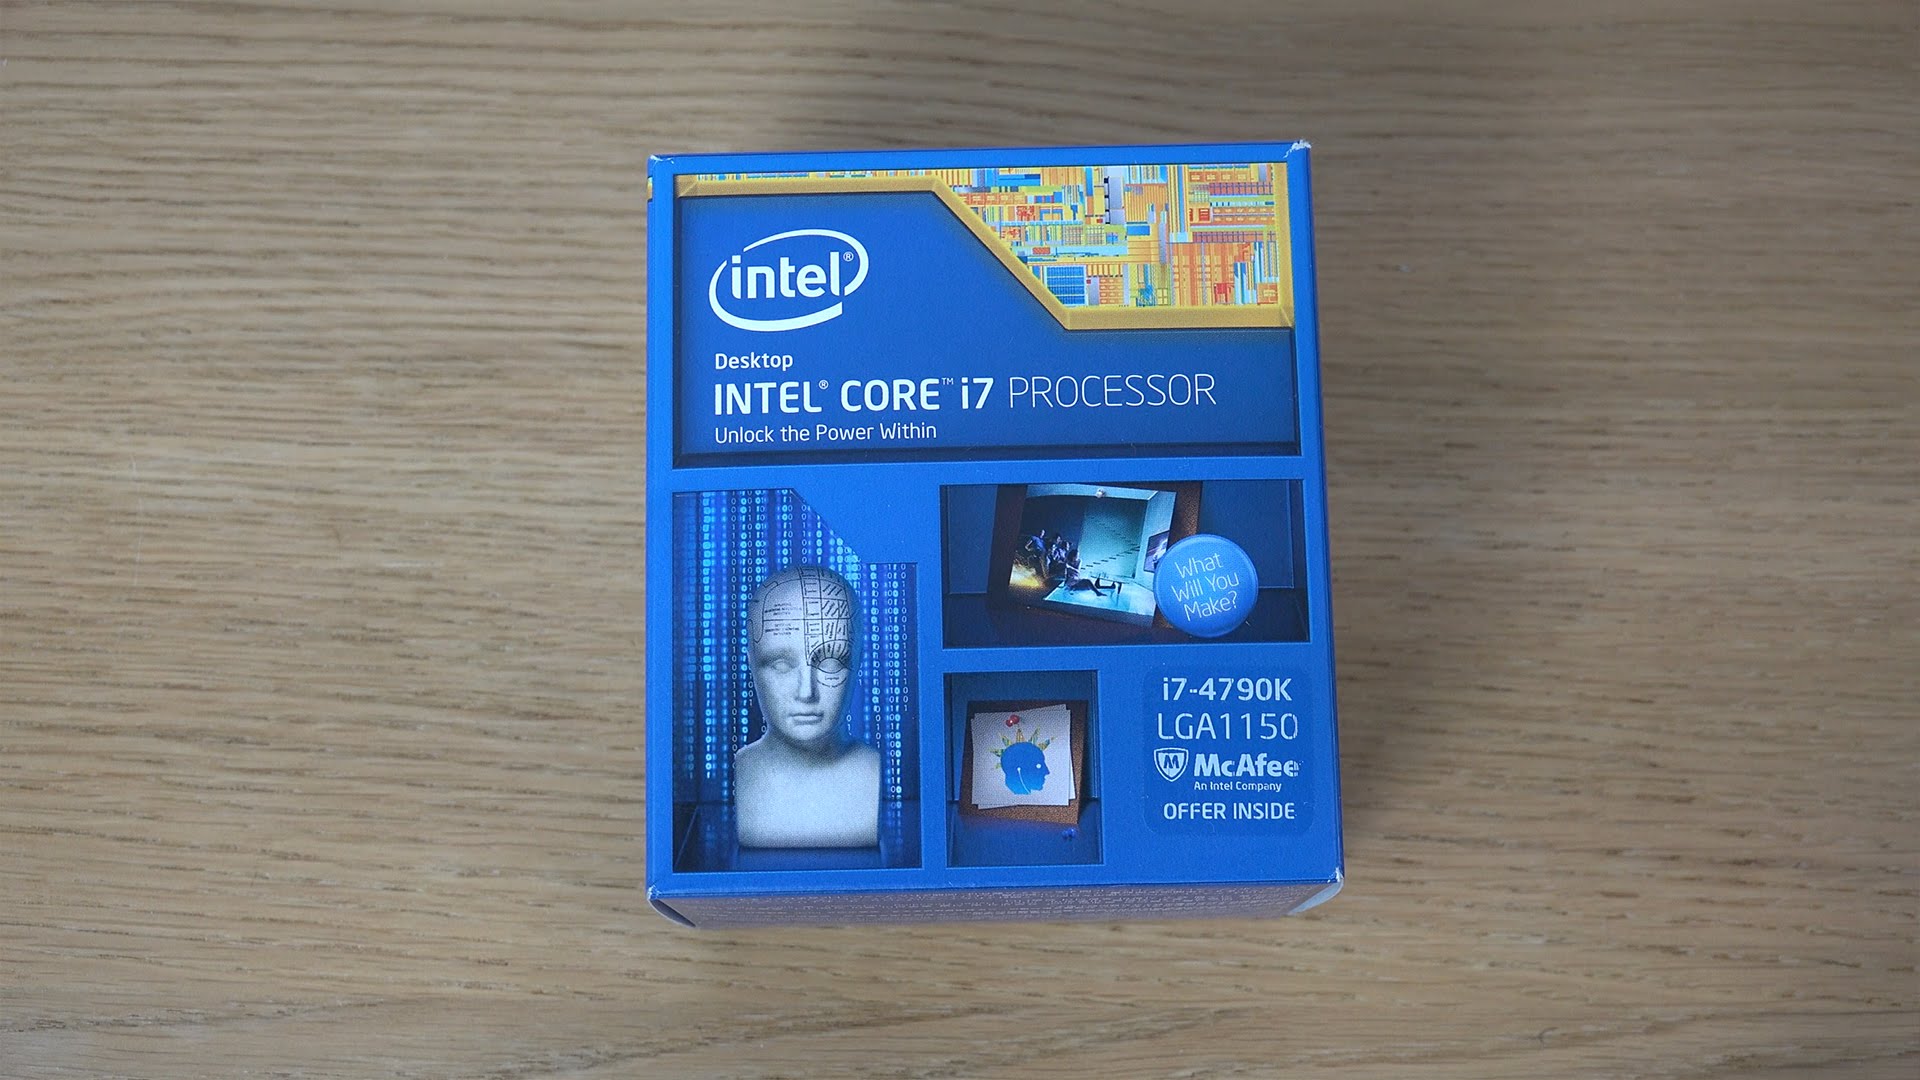 intel®
Desktop
INTEL® CORE™ i7 PROCESSOR
Unlock the Power Within
What
Will You
Make?
i7-4790K
LGA1150
McAfee
An Intel Company
OFFER INSIDE